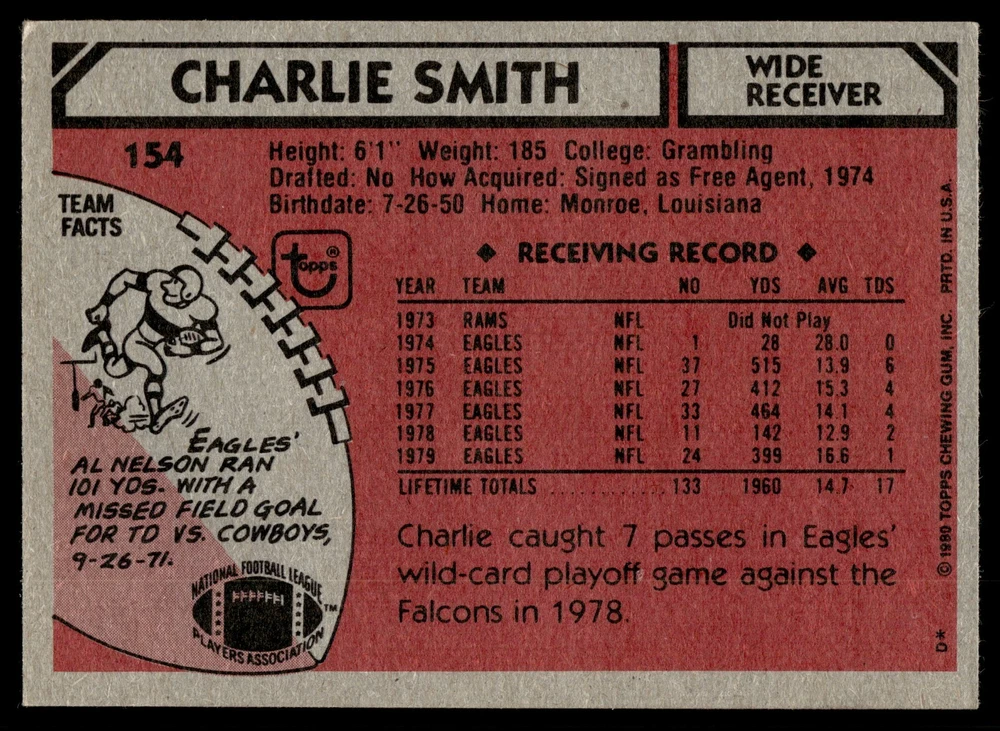 CHARLIE SMITH
WIDE
RECEIVER
154
Height: 6'1" Weight: 185 College: Grambling
Drafted: No How Acquired: Signed as Free Agent, 1974
Birthdate: 7-26-50 Home: Monroe, Louisiana
TEAM
FACTS
topps®
◆ RECEIVING RECORD ◆
YEAR TEAM NO YDS AVG TDS
1973 RAMS NFL Did Not Play
1974 EAGLES NFL 1 28 28.0 0
1975 EAGLES NFL 37 515 13.9 6
1976 EAGLES NFL 27 412 15.3 4
1977 EAGLES NFL 33 464 14.1 4
1978 EAGLES NFL 11 142 12.9 2
1979 EAGLES NFL 24 399 16.6 1
LIFETIME TOTALS ............ 133 1960 14.7 17
EAGLES'
AL NELSON RAN
101 YDS. WITH A
MISSED FIELD GOAL
FOR TD VS. COWBOYS,
9-26-71.
Charlie caught 7 passes in Eagles'
wild-card playoff game against the
Falcons in 1978.
NATIONAL FOOTBALL LEAGUE
PLAYERS ASSOCIATION
TM
© 1980 TOPPS CHEWING GUM, INC. PRTD. IN U.S.A.
D*